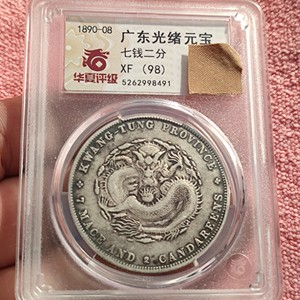 1890-08
广东光绪元宝
七钱二分
XF (98)
5262998491
华夏评级
KWANG-TUNG PROVINCE
7 MACE AND 2 CANDAREENS